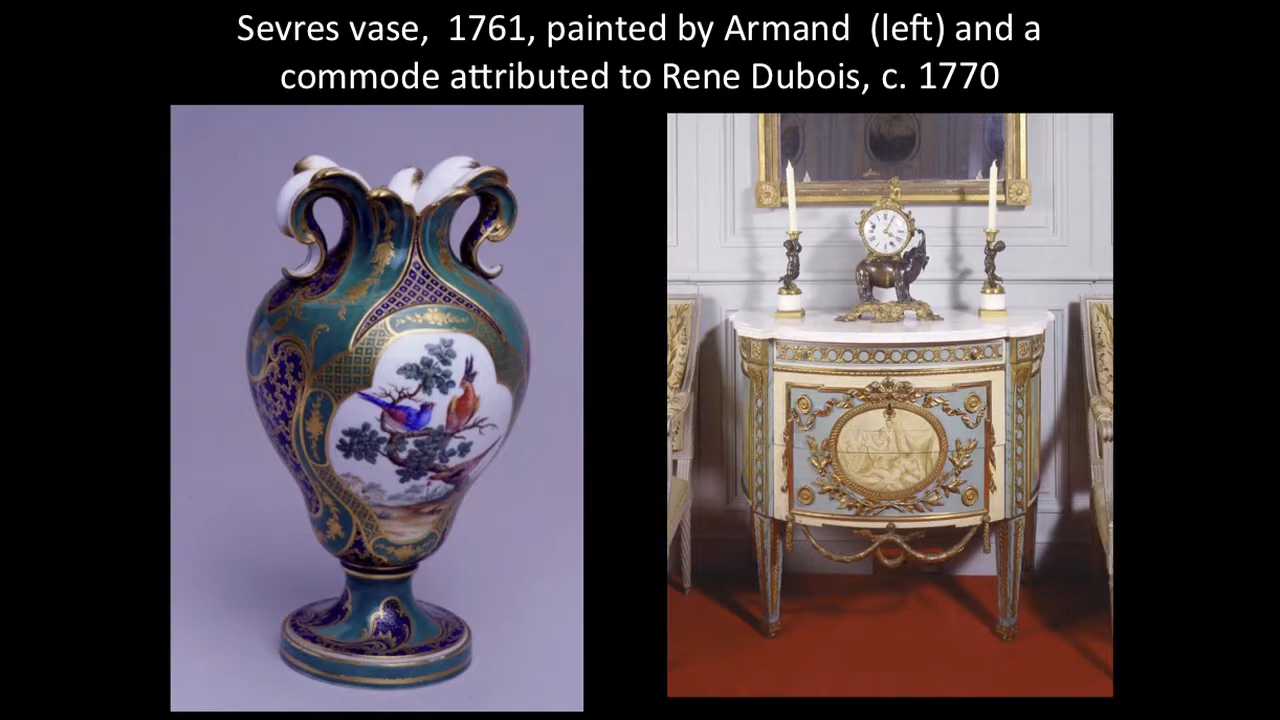 Sevres vase,  1761, painted by Armand  (left) and a
commode attributed to Rene Dubois, c. 1770